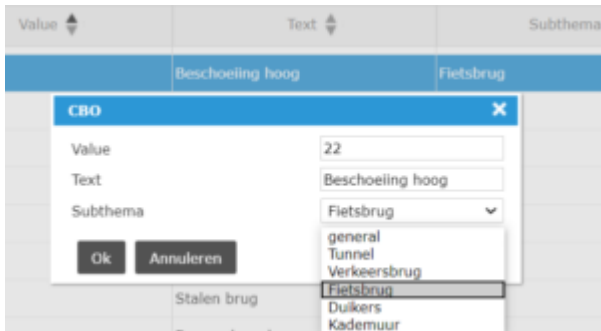 Value Text Subthema
Beschoeiing hoog Fietsbrug
CBO
Value 22
Text Beschoeiing hoog
Subthema Fietsbrug
general
Tunnel
Verkeersbrug
Fietsbrug
Duikers
Kademuur
Ok Annuleren
Stalen brug